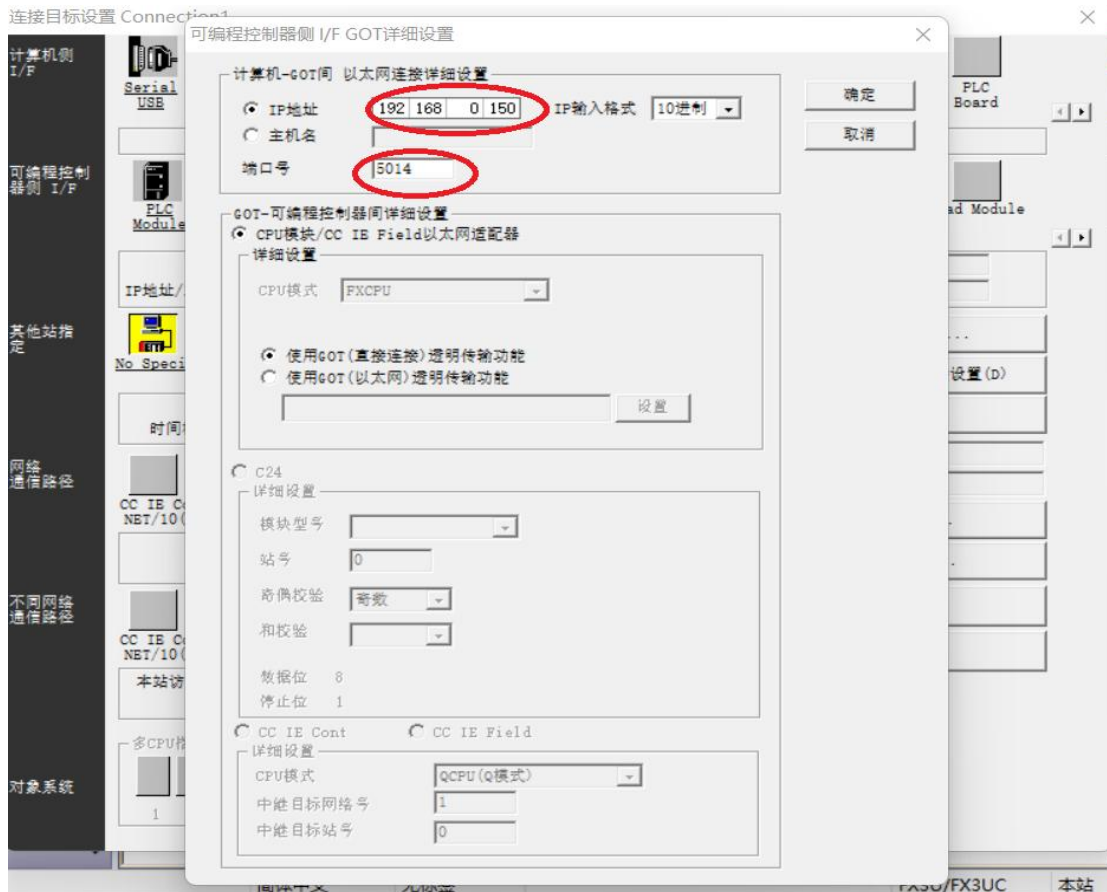 连接目标设置 Connection1
可编程控制器侧 I/F GOT详细设置
计算机侧
I/F
Serial
USB
PLC
Board
计算机-GOT间 以太网连接详细设置
IP地址 192 168 0 150 IP输入格式 10进制
主机名
端口号 5014
确定
取消
可编程控制
器侧 I/F
PLC
Module
ad Module
GOT-可编程控制器间详细设置
CPU模块/CC IE Field以太网适配器
详细设置
CPU模式 FXCPU
IP地址/
其他站指
定
No Speci
使用GOT(直接连接)透明传输功能
使用GOT(以太网)透明传输功能
设置
...
设置(D)
时间
网络
通信路径
CC IE Co
NET/10(
C24
详细设置
模块型号
站号 0
奇偶校验 奇数
和校验
数据位 8
停止位 1
不同网络
通信路径
CC IE Co
NET/10(
本站访
CC IE Cont CC IE Field
详细设置
CPU模式 QCPU(Q模式)
中继目标网络号 1
中继目标站号 0
多CPU指
对象系统
1
简体中文 无标签 FX3U/FX3UC 本站